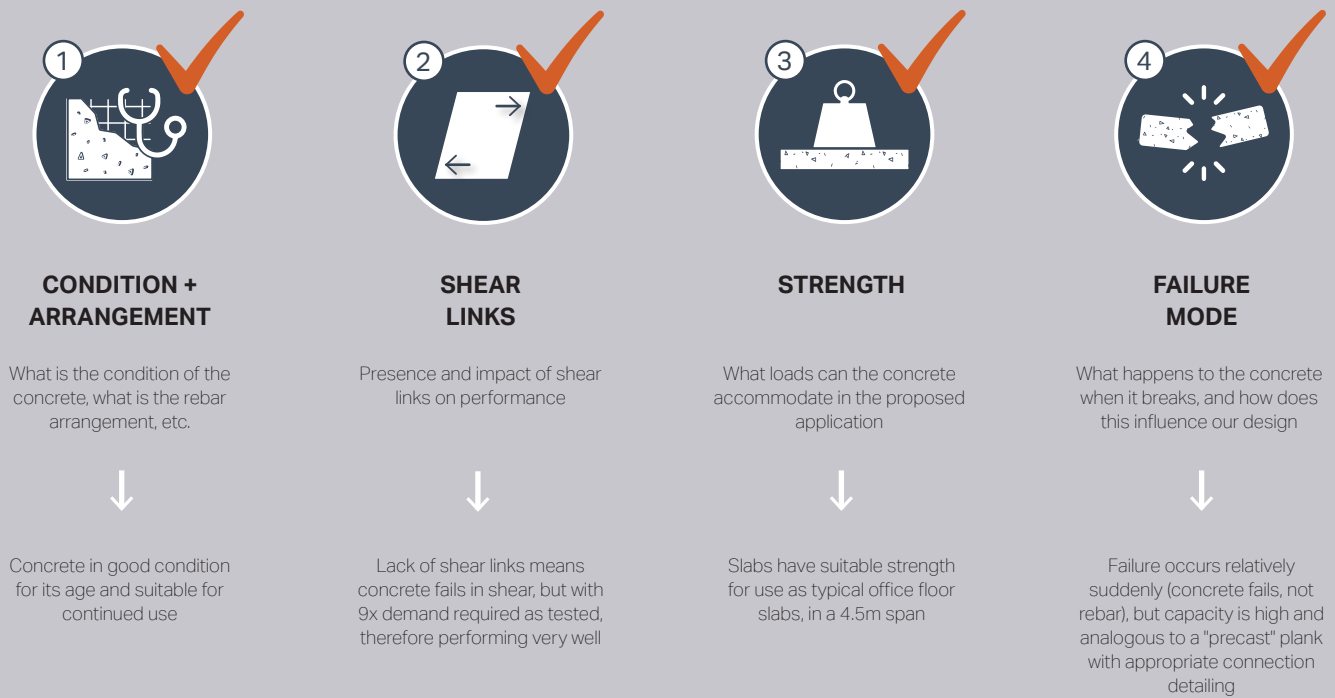 1
CONDITION +
ARRANGEMENT
What is the condition of the
concrete, what is the rebar
arrangement, etc.
Concrete in good condition
for its age and suitable for
continued use
2
SHEAR
LINKS
Presence and impact of shear
links on performance
Lack of shear links means
concrete fails in shear, but with
9x demand required as tested,
therefore performing very well
3
STRENGTH
What loads can the concrete
accommodate in the proposed
application
Slabs have suitable strength
for use as typical office floor
slabs, in a 4.5m span
4
FAILURE
MODE
What happens to the concrete
when it breaks, and how does
this influence our design
Failure occurs relatively
suddenly (concrete fails, not
rebar), but capacity is high and
analogous to a "precast" plank
with appropriate connection
detailing